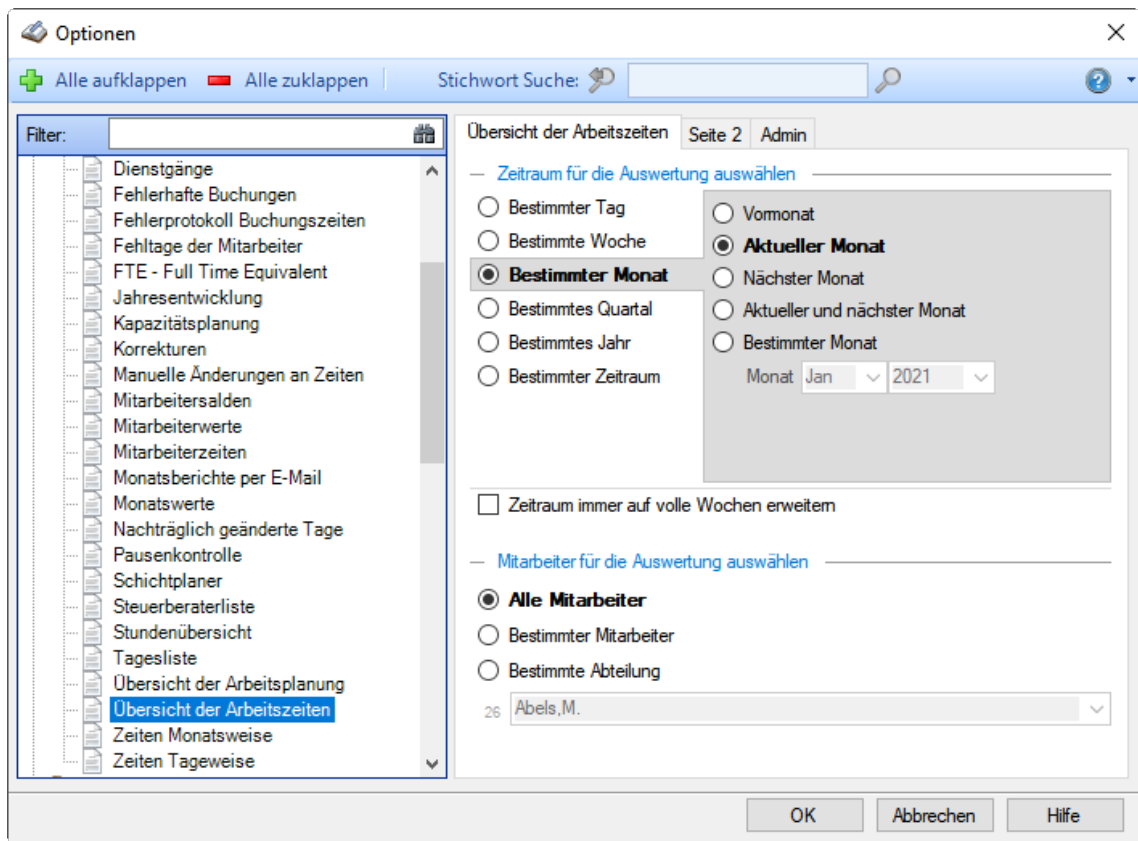 Optionen
Alle aufklappen Alle zuklappen Stichwort Suche:
Filter:
Dienstgänge
Fehlerhafte Buchungen
Fehlerprotokoll Buchungszeiten
Fehltage der Mitarbeiter
FTE - Full Time Equivalent
Jahresentwicklung
Kapazitätsplanung
Korrekturen
Manuelle Änderungen an Zeiten
Mitarbeitersalden
Mitarbeiterwerte
Mitarbeiterzeiten
Monatsberichte per E-Mail
Monatswerte
Nachträglich geänderte Tage
Pausenkontrolle
Schichtplaner
Steuerberaterliste
Stundenübersicht
Tagesliste
Übersicht der Arbeitsplanung
Übersicht der Arbeitszeiten
Zeiten Monatsweise
Zeiten Tageweise
Übersicht der Arbeitszeiten Seite 2 Admin
Zeitraum für die Auswertung auswählen
Bestimmter Tag
Bestimmte Woche
Bestimmter Monat
Bestimmtes Quartal
Bestimmtes Jahr
Bestimmter Zeitraum
Vormonat
Aktueller Monat
Nächster Monat
Aktueller und nächster Monat
Bestimmter Monat
Monat Jan 2021
Zeitraum immer auf volle Wochen erweitern
Mitarbeiter für die Auswertung auswählen
Alle Mitarbeiter
Bestimmter Mitarbeiter
Bestimmte Abteilung
26 Abels,M.
OK Abbrechen Hilfe